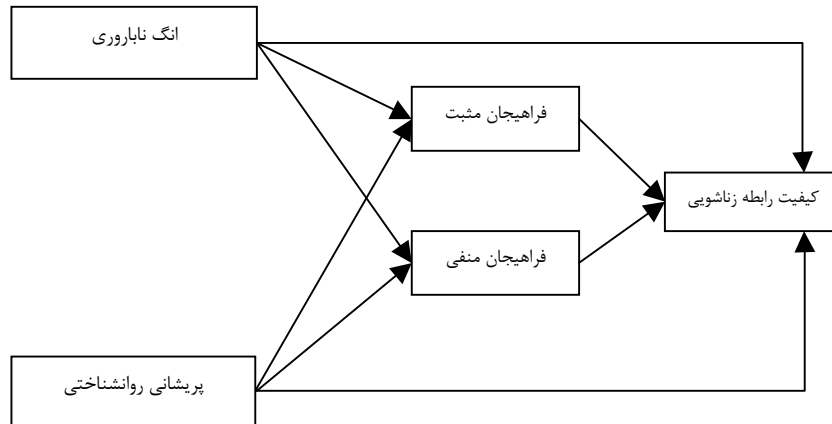 انگ ناباروری
فراهیجان مثبت
کیفیت رابطه زناشویی
فراهیجان منفی
پریشانی روانشناختی